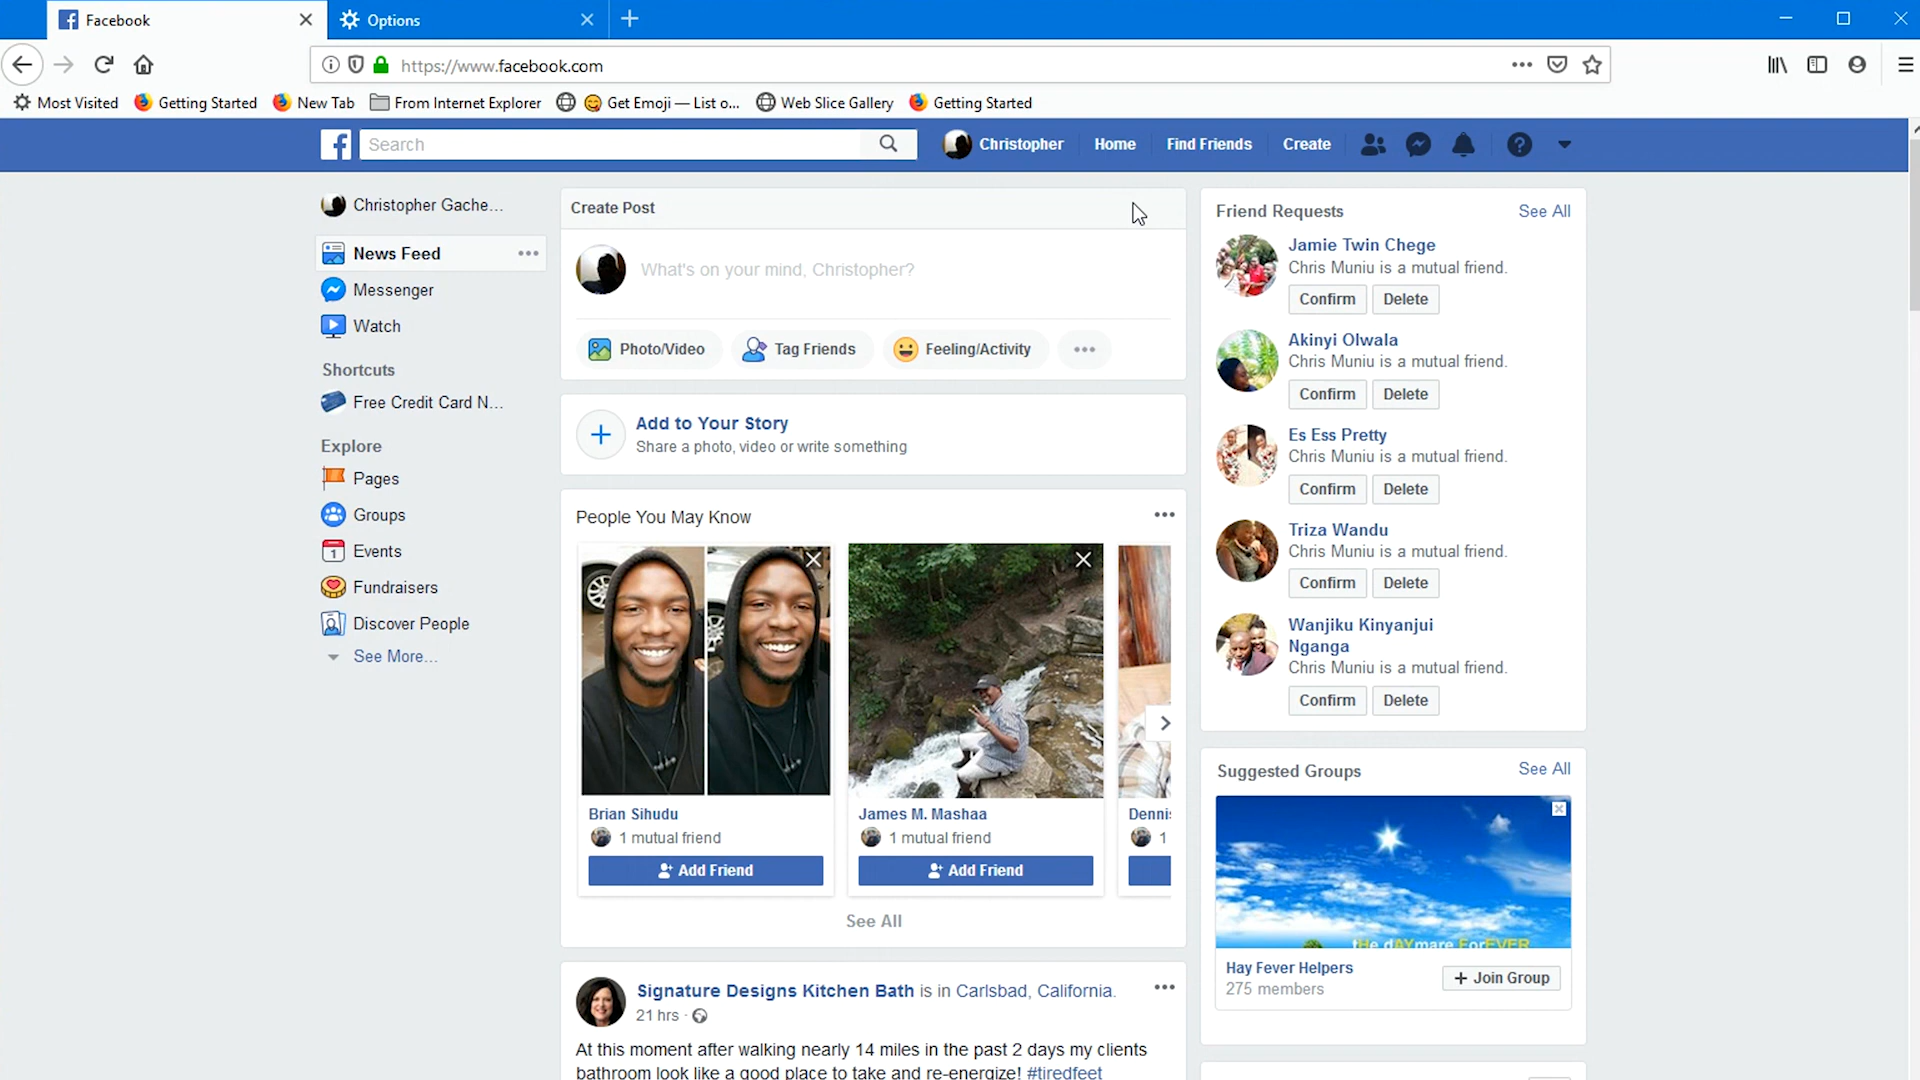 Facebook
Options
https://www.facebook.com
Most Visited
Getting Started
New Tab
From Internet Explorer
Get Emoji — List o...
Web Slice Gallery
Getting Started
Search
Christopher
Home
Find Friends
Create
Christopher Gache...
News Feed
Messenger
Watch
Shortcuts
Free Credit Card N...
Explore
Pages
Groups
1
Events
Fundraisers
Discover People
See More...
Create Post
What's on your mind, Christopher?
Photo/Video
Tag Friends
Feeling/Activity
Add to Your Story
Share a photo, video or write something
People You May Know
Brian Sihudu
1 mutual friend
Add Friend
James M. Mashaa
1 mutual friend
Add Friend
Denni
1
See All
Signature Designs Kitchen Bath is in Carlsbad, California.
21 hrs ·
At this moment after walking nearly 14 miles in the past 2 days my clients
bathroom look like a good place to take and re-energize! #tiredfeet
Friend Requests
See All
Jamie Twin Chege
Chris Muniu is a mutual friend.
Confirm
Delete
Akinyi Olwala
Chris Muniu is a mutual friend.
Confirm
Delete
Es Ess Pretty
Chris Muniu is a mutual friend.
Confirm
Delete
Triza Wandu
Chris Muniu is a mutual friend.
Confirm
Delete
Wanjiku Kinyanjui
Nganga
Chris Muniu is a mutual friend.
Confirm
Delete
Suggested Groups
See All
tHe dAYmare ForEVER
Hay Fever Helpers
275 members
+ Join Group